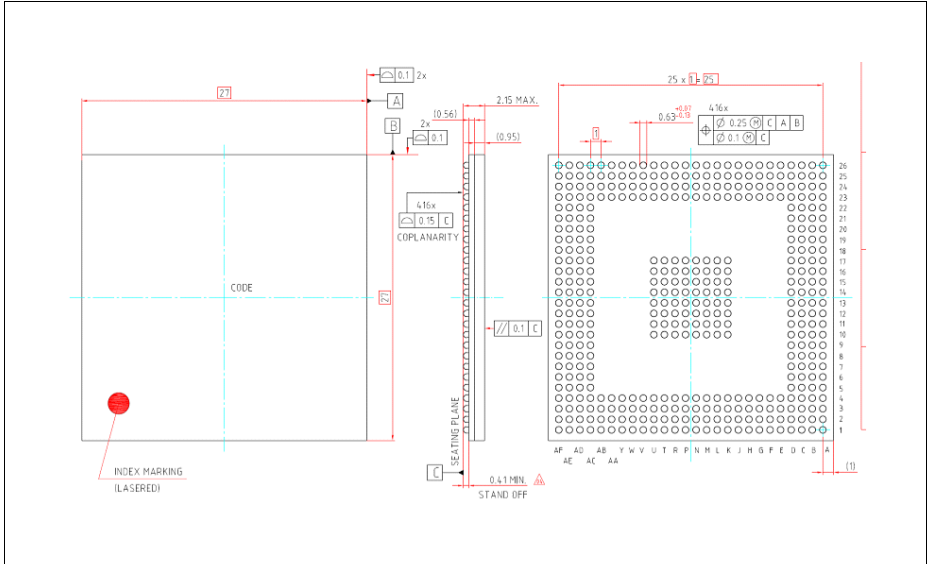 ⌓ 0.1 2x
27
A
B
2x
⌓ 0.1
27
CODE
INDEX MARKING
(LASERED)
2.15 MAX.
(0.56)
(0.95)
416x
⌓ 0.15 C
COPLANARITY
// 0.1 C
SEATING PLANE
C
0.41 MIN.
STAND OFF
25 x 1 = 25
1
0.63 +0.07 -0.13
416x
⌖ Ø 0.25 Ⓜ C A B
Ø 0.1 Ⓜ C
26
25
24
23
22
21
20
19
18
17
16
15
14
13
12
11
10
9
8
7
6
5
4
3
2
1
AF AD AB Y W V U T R P N M L K J H G F E D C B A
AE AC AA
(1)